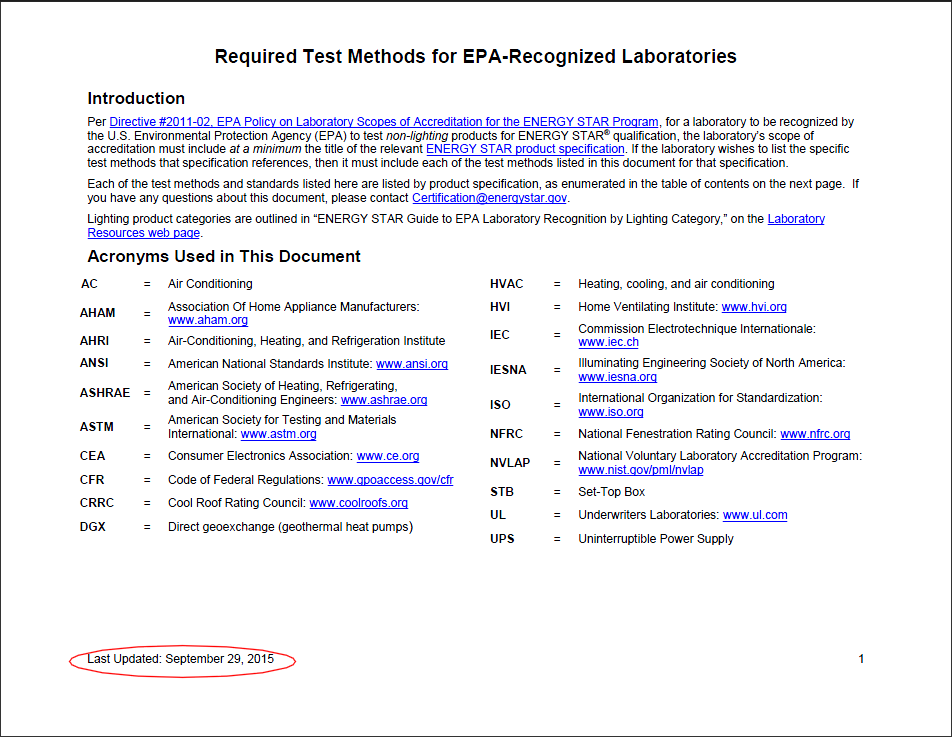 Required Test Methods for EPA-Recognized Laboratories
Introduction
Per Directive #2011-02, EPA Policy on Laboratory Scopes of Accreditation for the ENERGY STAR Program, for a laboratory to be recognized by
the U.S. Environmental Protection Agency (EPA) to test non-lighting products for ENERGY STAR® qualification, the laboratory's scope of
accreditation must include at a minimum the title of the relevant ENERGY STAR product specification. If the laboratory wishes to list the specific
test methods that specification references, then it must include each of the test methods listed in this document for that specification.
Each of the test methods and standards listed here are listed by product specification, as enumerated in the table of contents on the next page. If
you have any questions about this document, please contact Certification@energystar.gov.
Lighting product categories are outlined in “ENERGY STAR Guide to EPA Laboratory Recognition by Lighting Category,” on the Laboratory
Resources web page.
Acronyms Used in This Document
AC = Air Conditioning
AHAM = Association Of Home Appliance Manufacturers:
www.aham.org
AHRI = Air-Conditioning, Heating, and Refrigeration Institute
ANSI = American National Standards Institute: www.ansi.org
ASHRAE = American Society of Heating, Refrigerating,
and Air-Conditioning Engineers: www.ashrae.org
ASTM = American Society for Testing and Materials
International: www.astm.org
CEA = Consumer Electronics Association: www.ce.org
CFR = Code of Federal Regulations: www.gpoaccess.gov/cfr
CRRC = Cool Roof Rating Council: www.coolroofs.org
DGX = Direct geoexchange (geothermal heat pumps)
HVAC = Heating, cooling, and air conditioning
HVI = Home Ventilating Institute: www.hvi.org
IEC = Commission Electrotechnique Internationale:
www.iec.ch
IESNA = Illuminating Engineering Society of North America:
www.iesna.org
ISO = International Organization for Standardization:
www.iso.org
NFRC = National Fenestration Rating Council: www.nfrc.org
NVLAP = National Voluntary Laboratory Accreditation Program:
www.nist.gov/pml/nvlap
STB = Set-Top Box
UL = Underwriters Laboratories: www.ul.com
UPS = Uninterruptible Power Supply
Last Updated: September 29, 2015
1